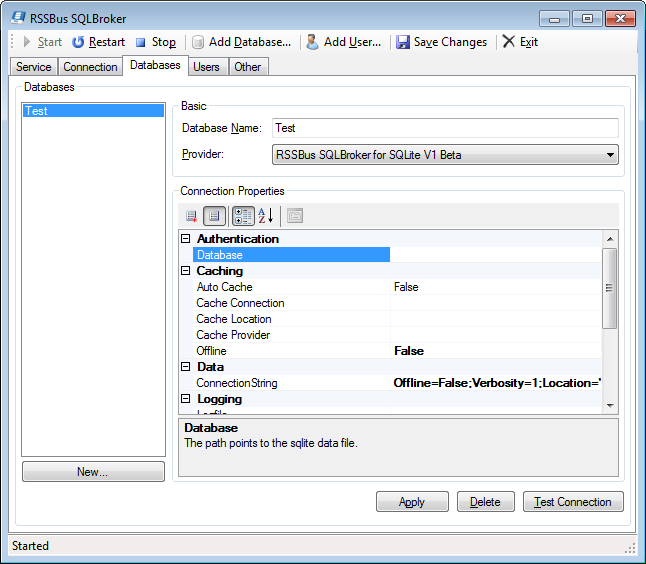 RSSBus SQLBroker
Start Restart Stop Add Database... Add User... Save Changes Exit
Service Connection Databases Users Other
Databases
Test
New...
Basic
Database Name: Test
Provider: RSSBus SQLBroker for SQLite V1 Beta
Connection Properties
Authentication
Database
Caching
Auto Cache False
Cache Connection
Cache Location
Cache Provider
Offline False
Data
ConnectionString Offline=False;Verbosity=1;Location='
Logging
Logfile
Database
The path points to the sqlite data file.
Apply Delete Test Connection
Started